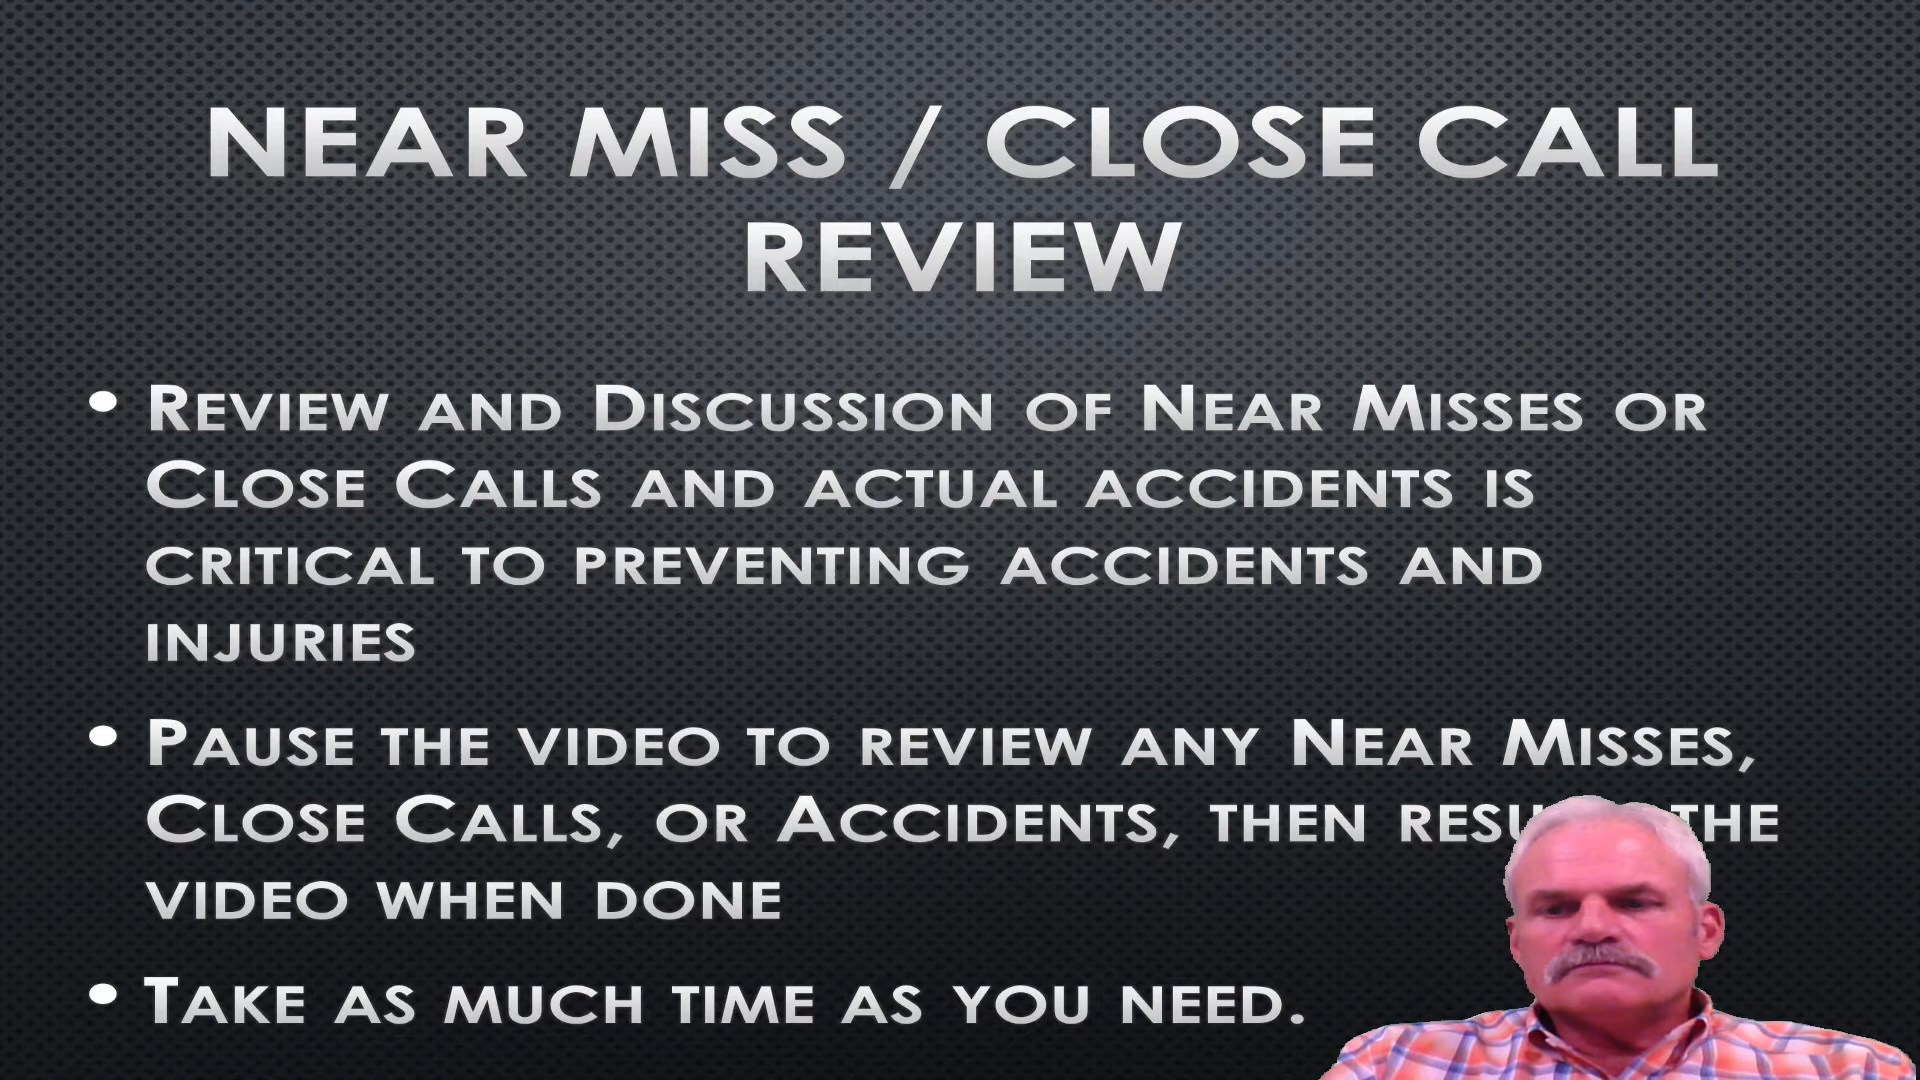 NEAR MISS / CLOSE CALL
REVIEW
• REVIEW AND DISCUSSION OF NEAR MISSES OR
CLOSE CALLS AND ACTUAL ACCIDENTS IS
CRITICAL TO PREVENTING ACCIDENTS AND
INJURIES
• PAUSE THE VIDEO TO REVIEW ANY NEAR MISSES,
CLOSE CALLS, OR ACCIDENTS, THEN THE
VIDEO WHEN DONE
• TAKE AS MUCH TIME AS YOU NEED.